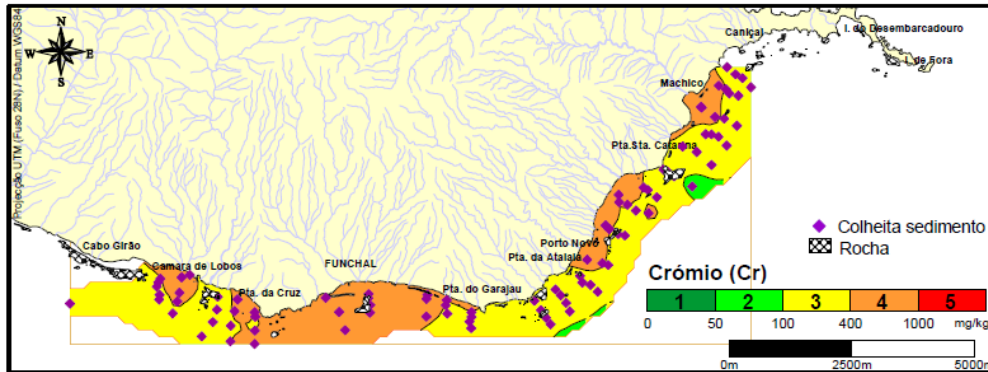 N
W E
S
Projecção UTM (Fuso 28N) / Datum WGS84
Caniçal
I. do Desembarcadouro
I. de Fora
Machico
Pta.Sta. Catarina
Porto Novo
Pta. da Atalaia
Cabo Girão
Camara de Lobos
FUNCHAL
Pta. da Cruz
Pta. do Garajau
Colheita sedimento
Rocha
Crómio (Cr)
1 2 3 4 5
0 50 100 400 1000 mg/kg
0m 2500m 5000m